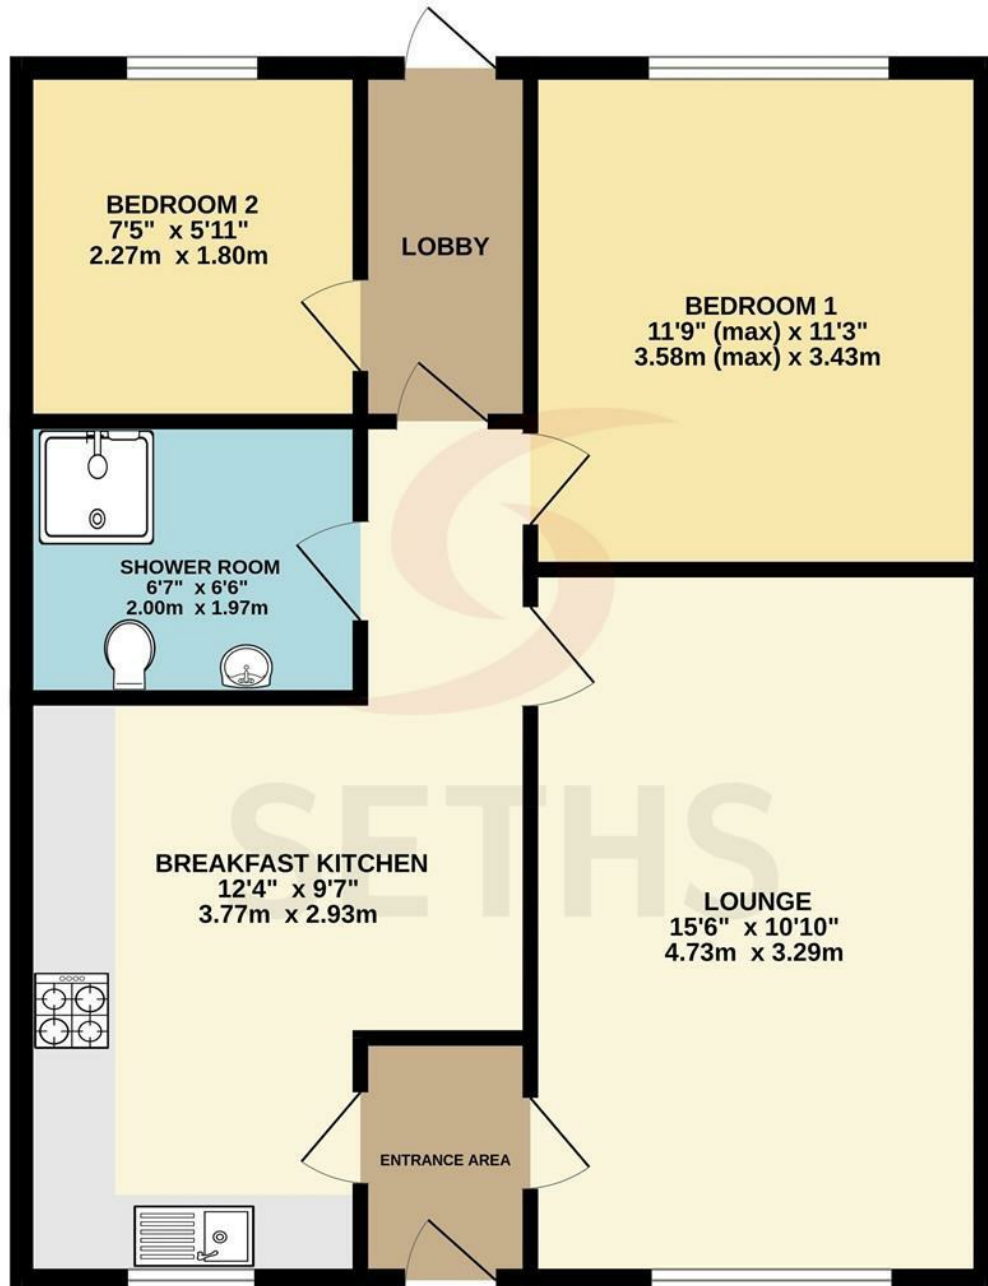 BEDROOM 2
7'5" x 5'11"
2.27m x 1.80m
LOBBY
BEDROOM 1
11'9" (max) x 11'3"
3.58m (max) x 3.43m
SHOWER ROOM
6'7" x 6'6"
2.00m x 1.97m
SETHS
BREAKFAST KITCHEN
12'4" x 9'7"
3.77m x 2.93m
LOUNGE
15'6" x 10'10"
4.73m x 3.29m
ENTRANCE AREA